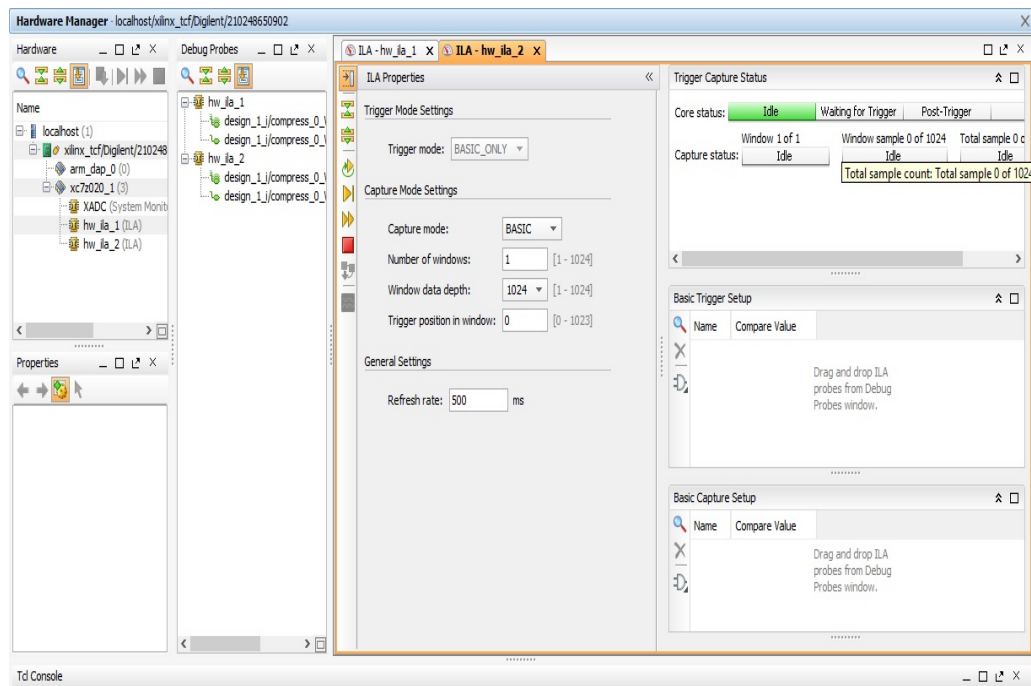 Hardware Manager - localhost/xilinx_tcf/Digilent/210248650902
Hardware
Name
localhost (1)
xilinx_tcf/Digilent/210248
arm_dap_0 (0)
xc7z020_1 (3)
XADC (System Monit
hw_ila_1 (ILA)
hw_ila_2 (ILA)
Properties
Debug Probes
hw_ila_1
design_1_i/compress_0_
design_1_i/compress_0_
hw_ila_2
design_1_i/compress_0_
design_1_i/compress_0_
ILA - hw_ila_1
ILA - hw_ila_2
ILA Properties
Trigger Mode Settings
Trigger mode: BASIC_ONLY
Capture Mode Settings
Capture mode: BASIC
Number of windows: 1 [1 - 1024]
Window data depth: 1024 [1 - 1024]
Trigger position in window: 0 [0 - 1023]
General Settings
Refresh rate: 500 ms
Trigger Capture Status
Core status: Idle Waiting for Trigger Post-Trigger
Window 1 of 1 Window sample 0 of 1024 Total sample 0 o
Capture status: Idle Idle Idle
Total sample count: Total sample 0 of 1024
Basic Trigger Setup
Name Compare Value
Drag and drop ILA
probes from Debug
Probes window.
Basic Capture Setup
Name Compare Value
Drag and drop ILA
probes from Debug
Probes window.
Tcl Console